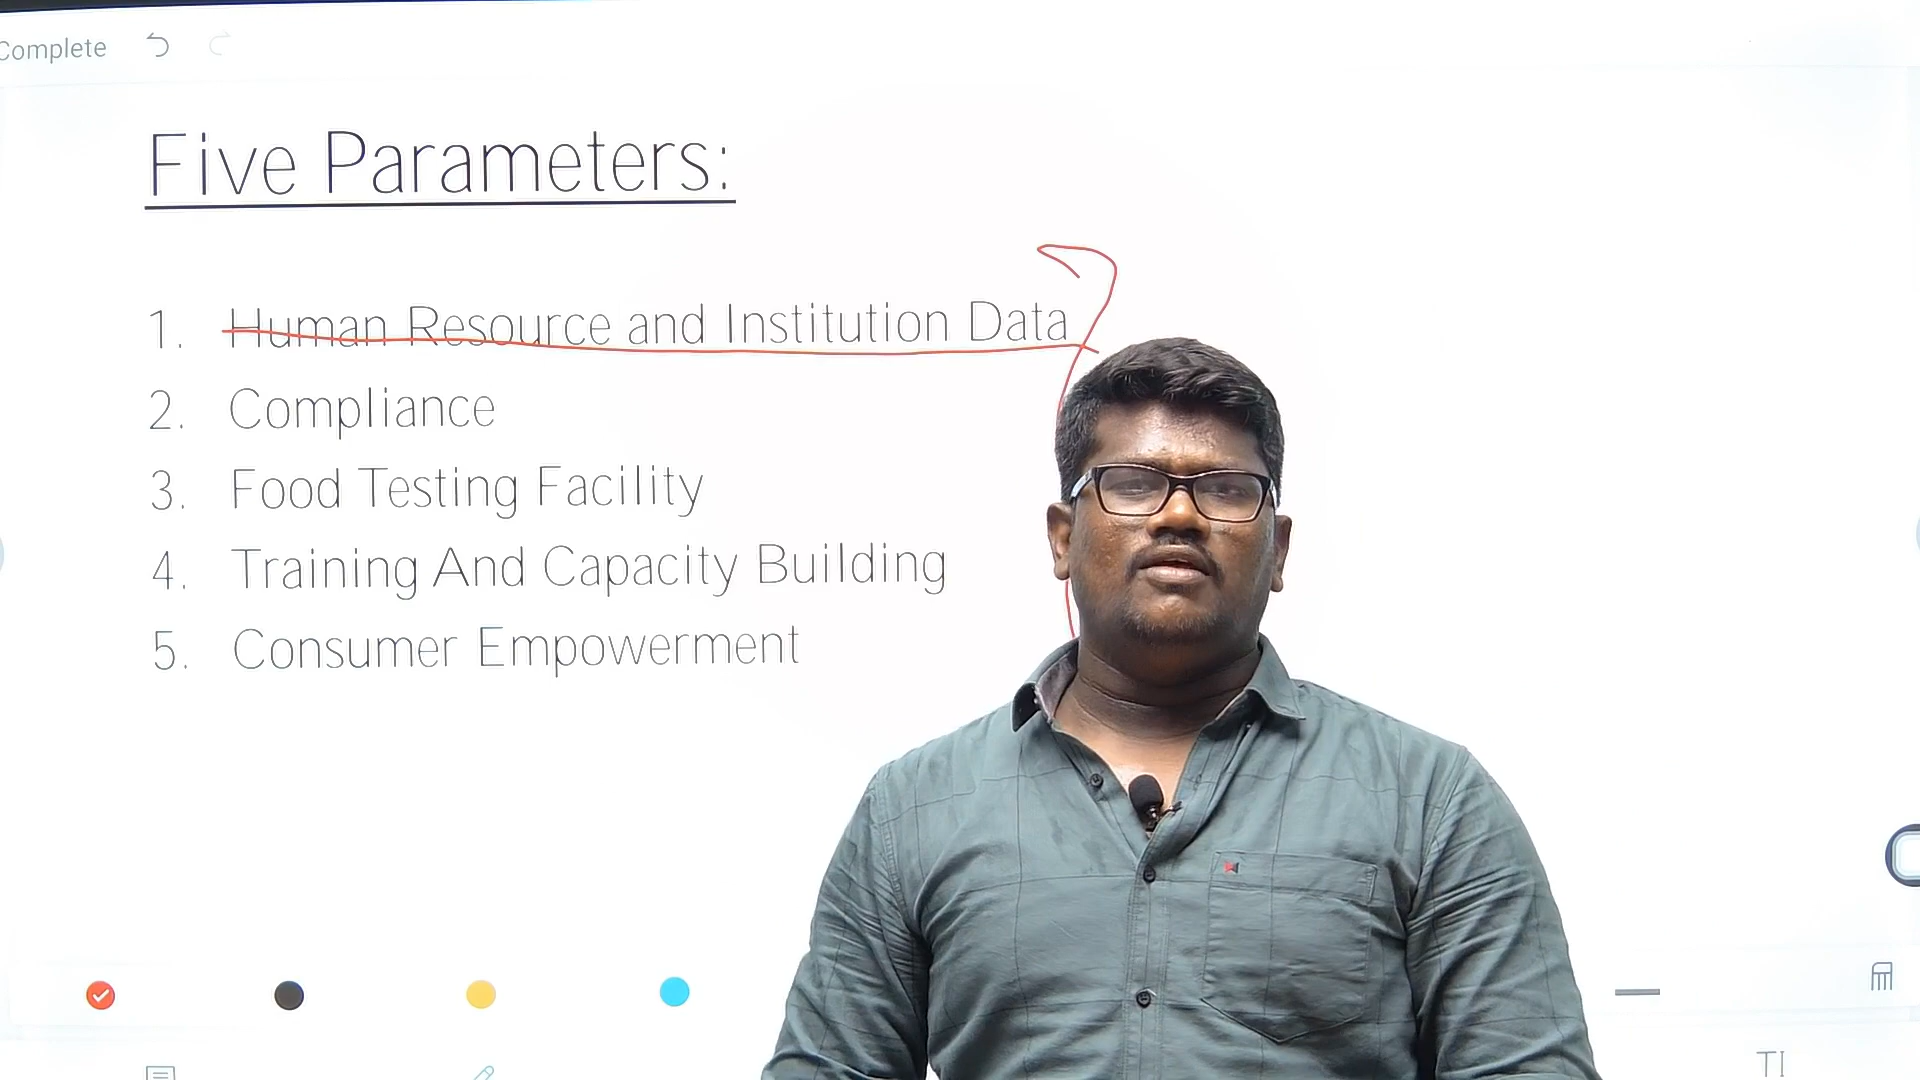 Complete
Five Parameters:
1. Human Resource and Institution Data
2. Compliance
3. Food Testing Facility
4. Training And Capacity Building
5. Consumer Empowerment
TI